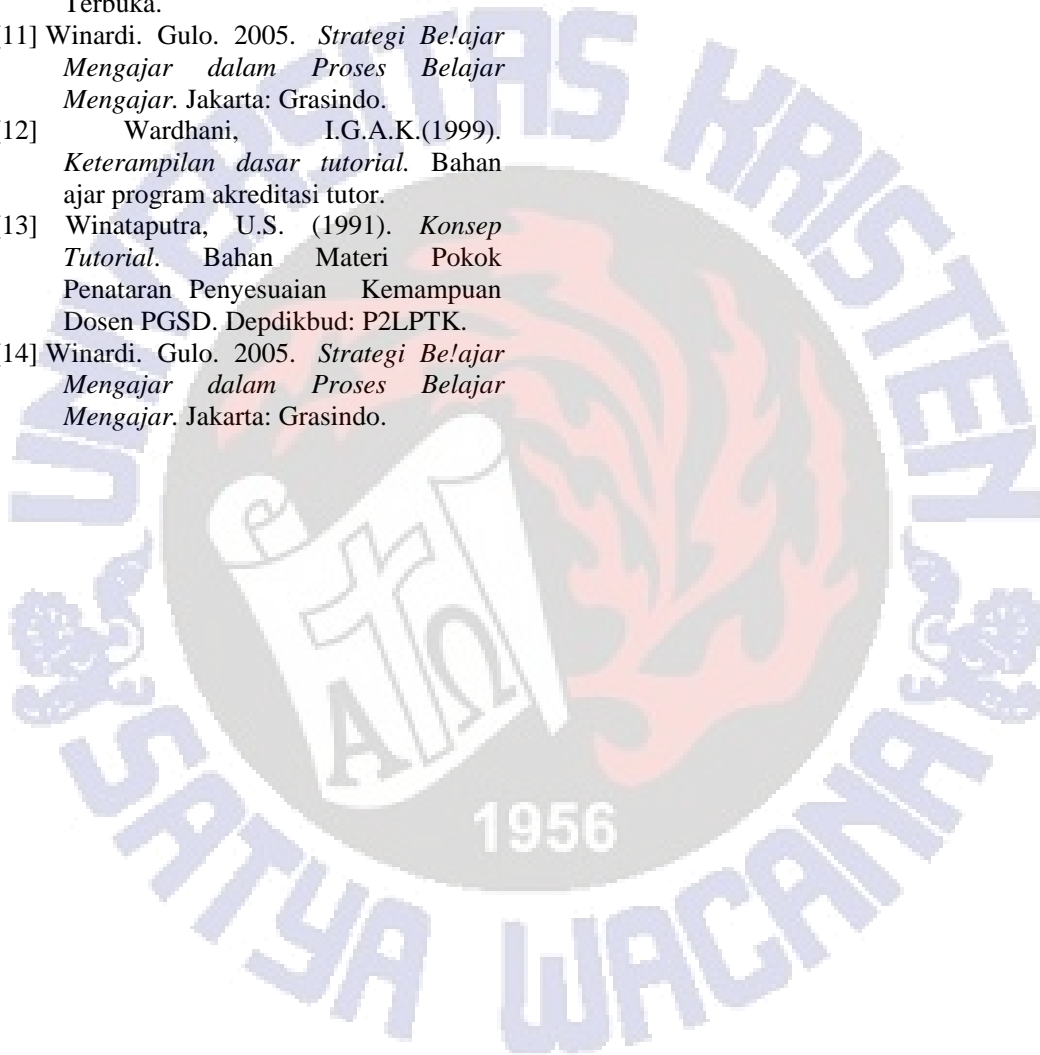 Terbuka.
[11] Winardi. Gulo. 2005. Strategi Be!ajar
Mengajar dalam Proses Belajar
Mengajar. Jakarta: Grasindo.
[12] Wardhani, I.G.A.K.(1999).
Keterampilan dasar tutorial. Bahan
ajar program akreditasi tutor.
[13] Winataputra, U.S. (1991). Konsep
Tutorial. Bahan Materi Pokok
Penataran Penyesuaian Kemampuan
Dosen PGSD. Depdikbud: P2LPTK.
[14] Winardi. Gulo. 2005. Strategi Be!ajar
Mengajar dalam Proses Belajar
Mengajar. Jakarta: Grasindo.
UNIVERSITAS KRISTEN
ΑΩ
1956
SATYA WACANA